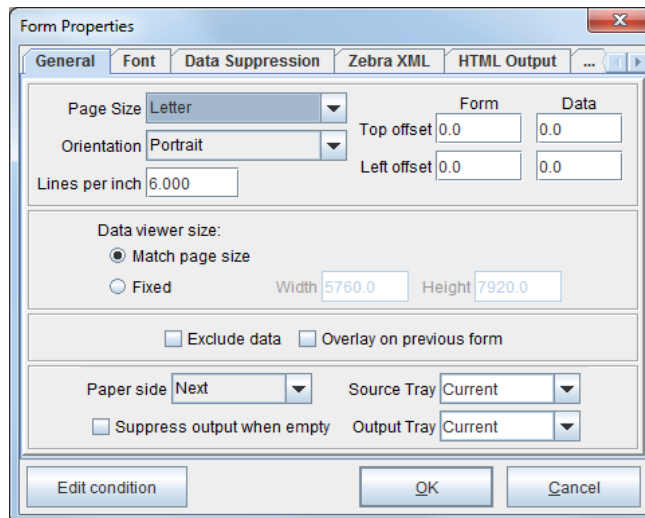 Form Properties
x
General Font Data Suppression Zebra XML HTML Output ...
Form Data
Page Size Letter
Top offset 0.0 0.0
Orientation Portrait
Left offset 0.0 0.0
Lines per inch 6.000
Data viewer size:
Match page size
Fixed Width 5760.0 Height 7920.0
Exclude data Overlay on previous form
Paper side Next Source Tray Current
Suppress output when empty Output Tray Current
Edit condition OK Cancel